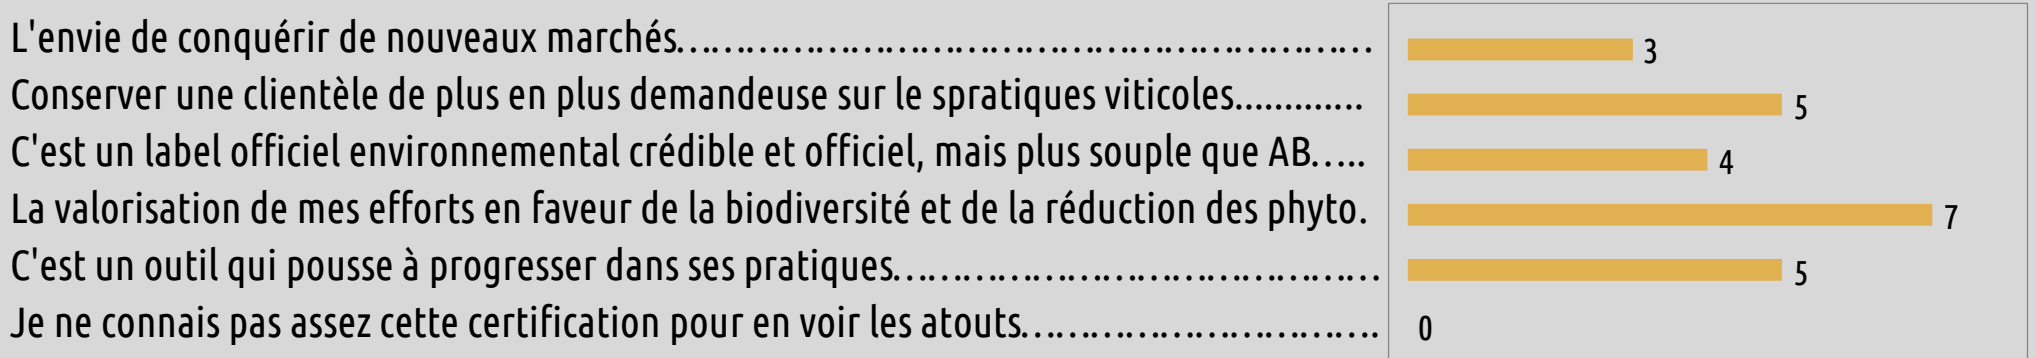 L'envie de conquérir de nouveaux marchés……………………………………………………… 3
Conserver une clientèle de plus en plus demandeuse sur le spratiques viticoles............. 5
C'est un label officiel environnemental crédible et officiel, mais plus souple que AB….. 4
La valorisation de mes efforts en faveur de la biodiversité et de la réduction des phyto. 7
C'est un outil qui pousse à progresser dans ses pratiques……………………………………… 5
Je ne connais pas assez cette certification pour en voir les atouts…………………………. 0